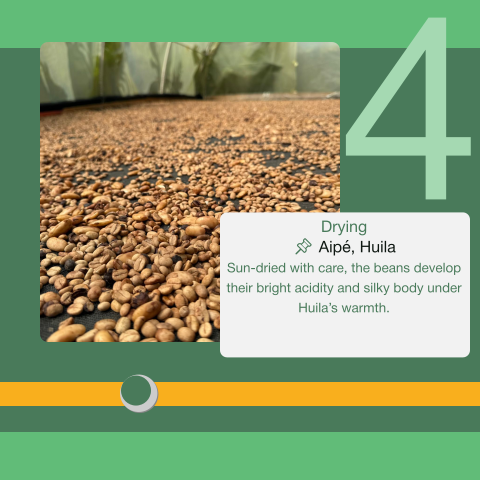 4
Drying
Aipé, Huila
Sun-dried with care, the beans develop
their bright acidity and silky body under
Huila's warmth.